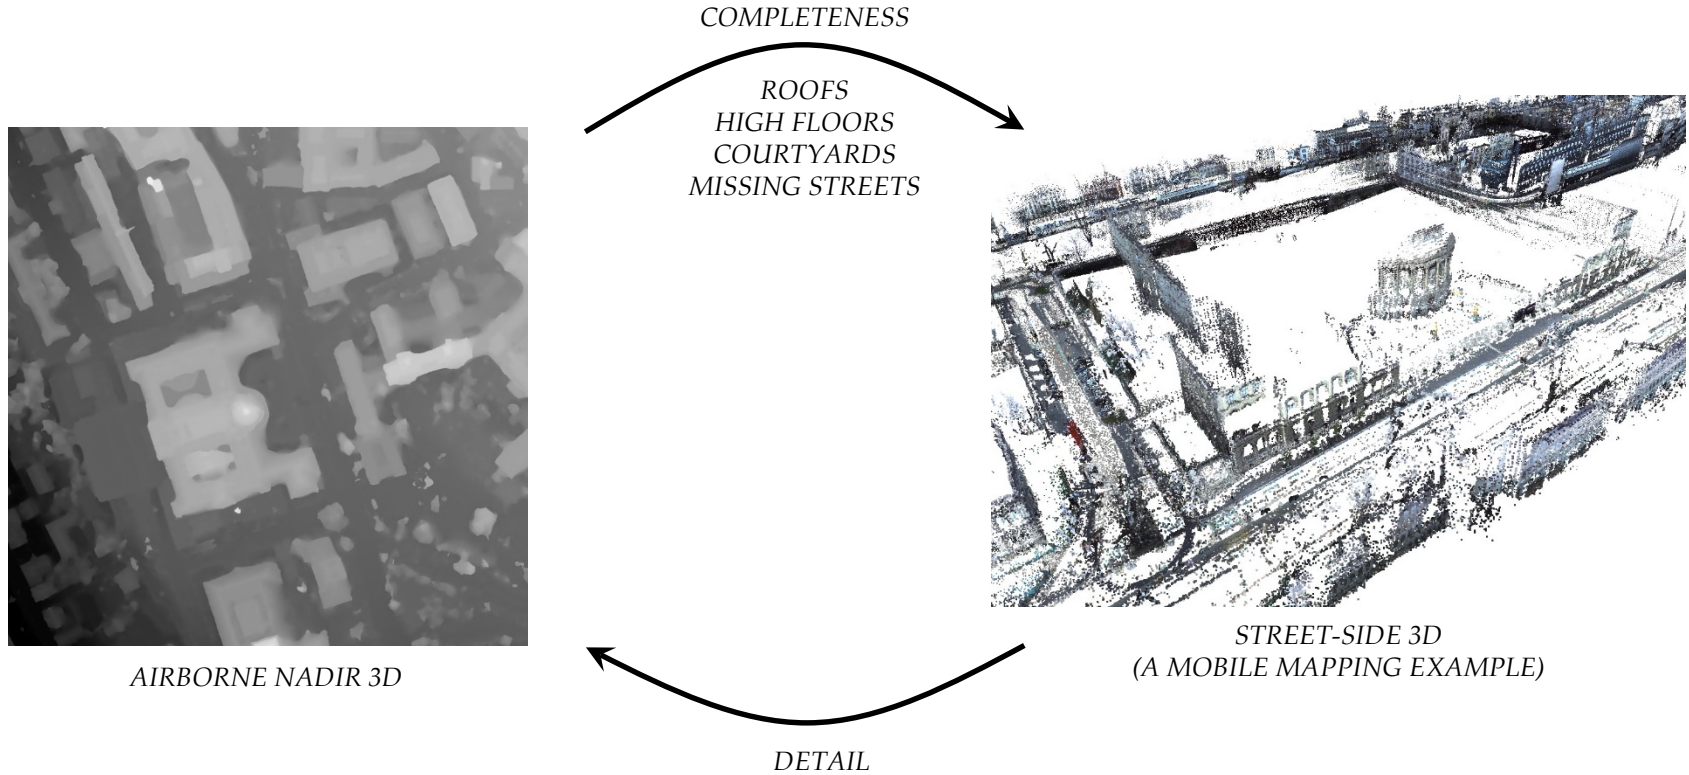 COMPLETENESS
ROOFS
HIGH FLOORS
COURTYARDS
MISSING STREETS
AIRBORNE NADIR 3D
STREET-SIDE 3D
(A MOBILE MAPPING EXAMPLE)
DETAIL